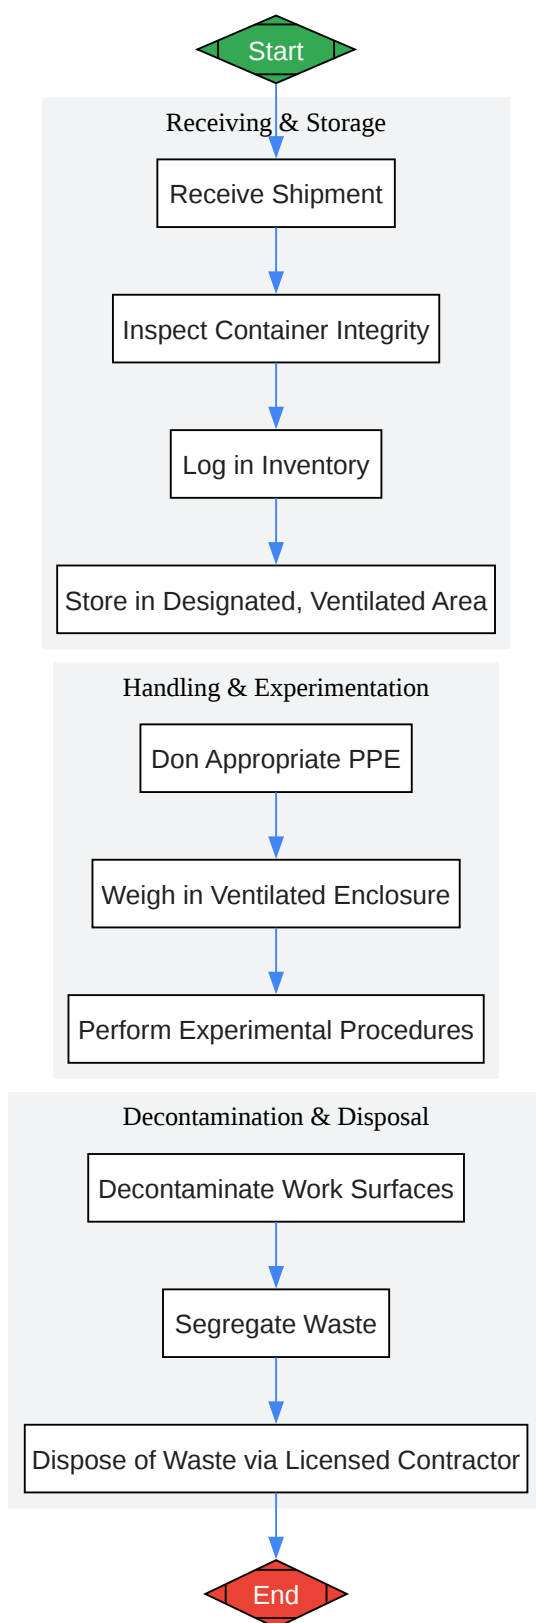 Start
Receiving & Storage
Receive Shipment
Inspect Container Integrity
Log in Inventory
Store in Designated, Ventilated Area
Handling & Experimentation
Don Appropriate PPE
Weigh in Ventilated Enclosure
Perform Experimental Procedures
Decontamination & Disposal
Decontaminate Work Surfaces
Segregate Waste
Dispose of Waste via Licensed Contractor
End